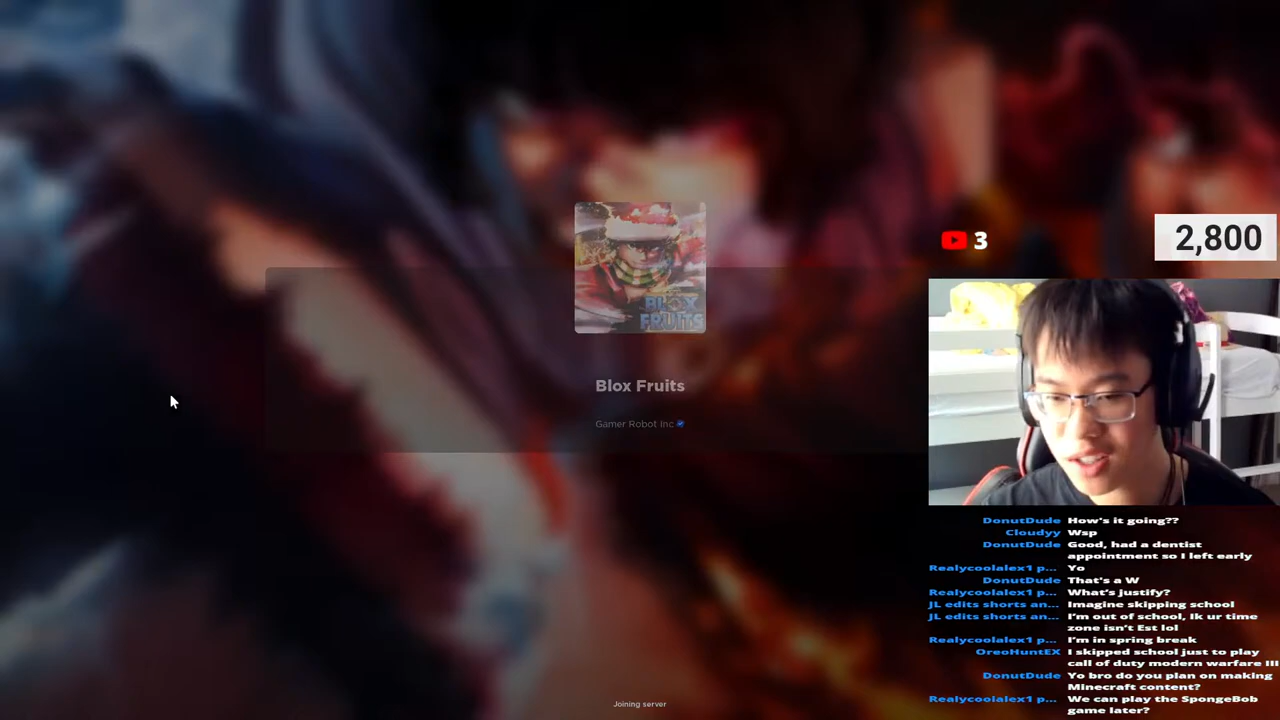 3
2,800
BLOX
FRUITS
Blox Fruits
Gamer Robot Inc
DonutDude How's it going??
Cloudyy Wsp
DonutDude Good, had a dentist
appointment so I left early
Realycoolalex1 p... Yo
DonutDude That's a W
Realycoolalex1 p... What's justify?
JL edits shorts an... Imagine skipping school
JL edits shorts an... I'm out of school, Ik ur time
zone isn't Est lol
Realycoolalex1 p... I'm in spring break
OreoHuntEX I skipped school just to play
call of duty modern warfare III
DonutDude Yo bro do you plan on making
Minecraft content?
Realycoolalex1 p... We can play the SpongeBob
game later?
Joining server